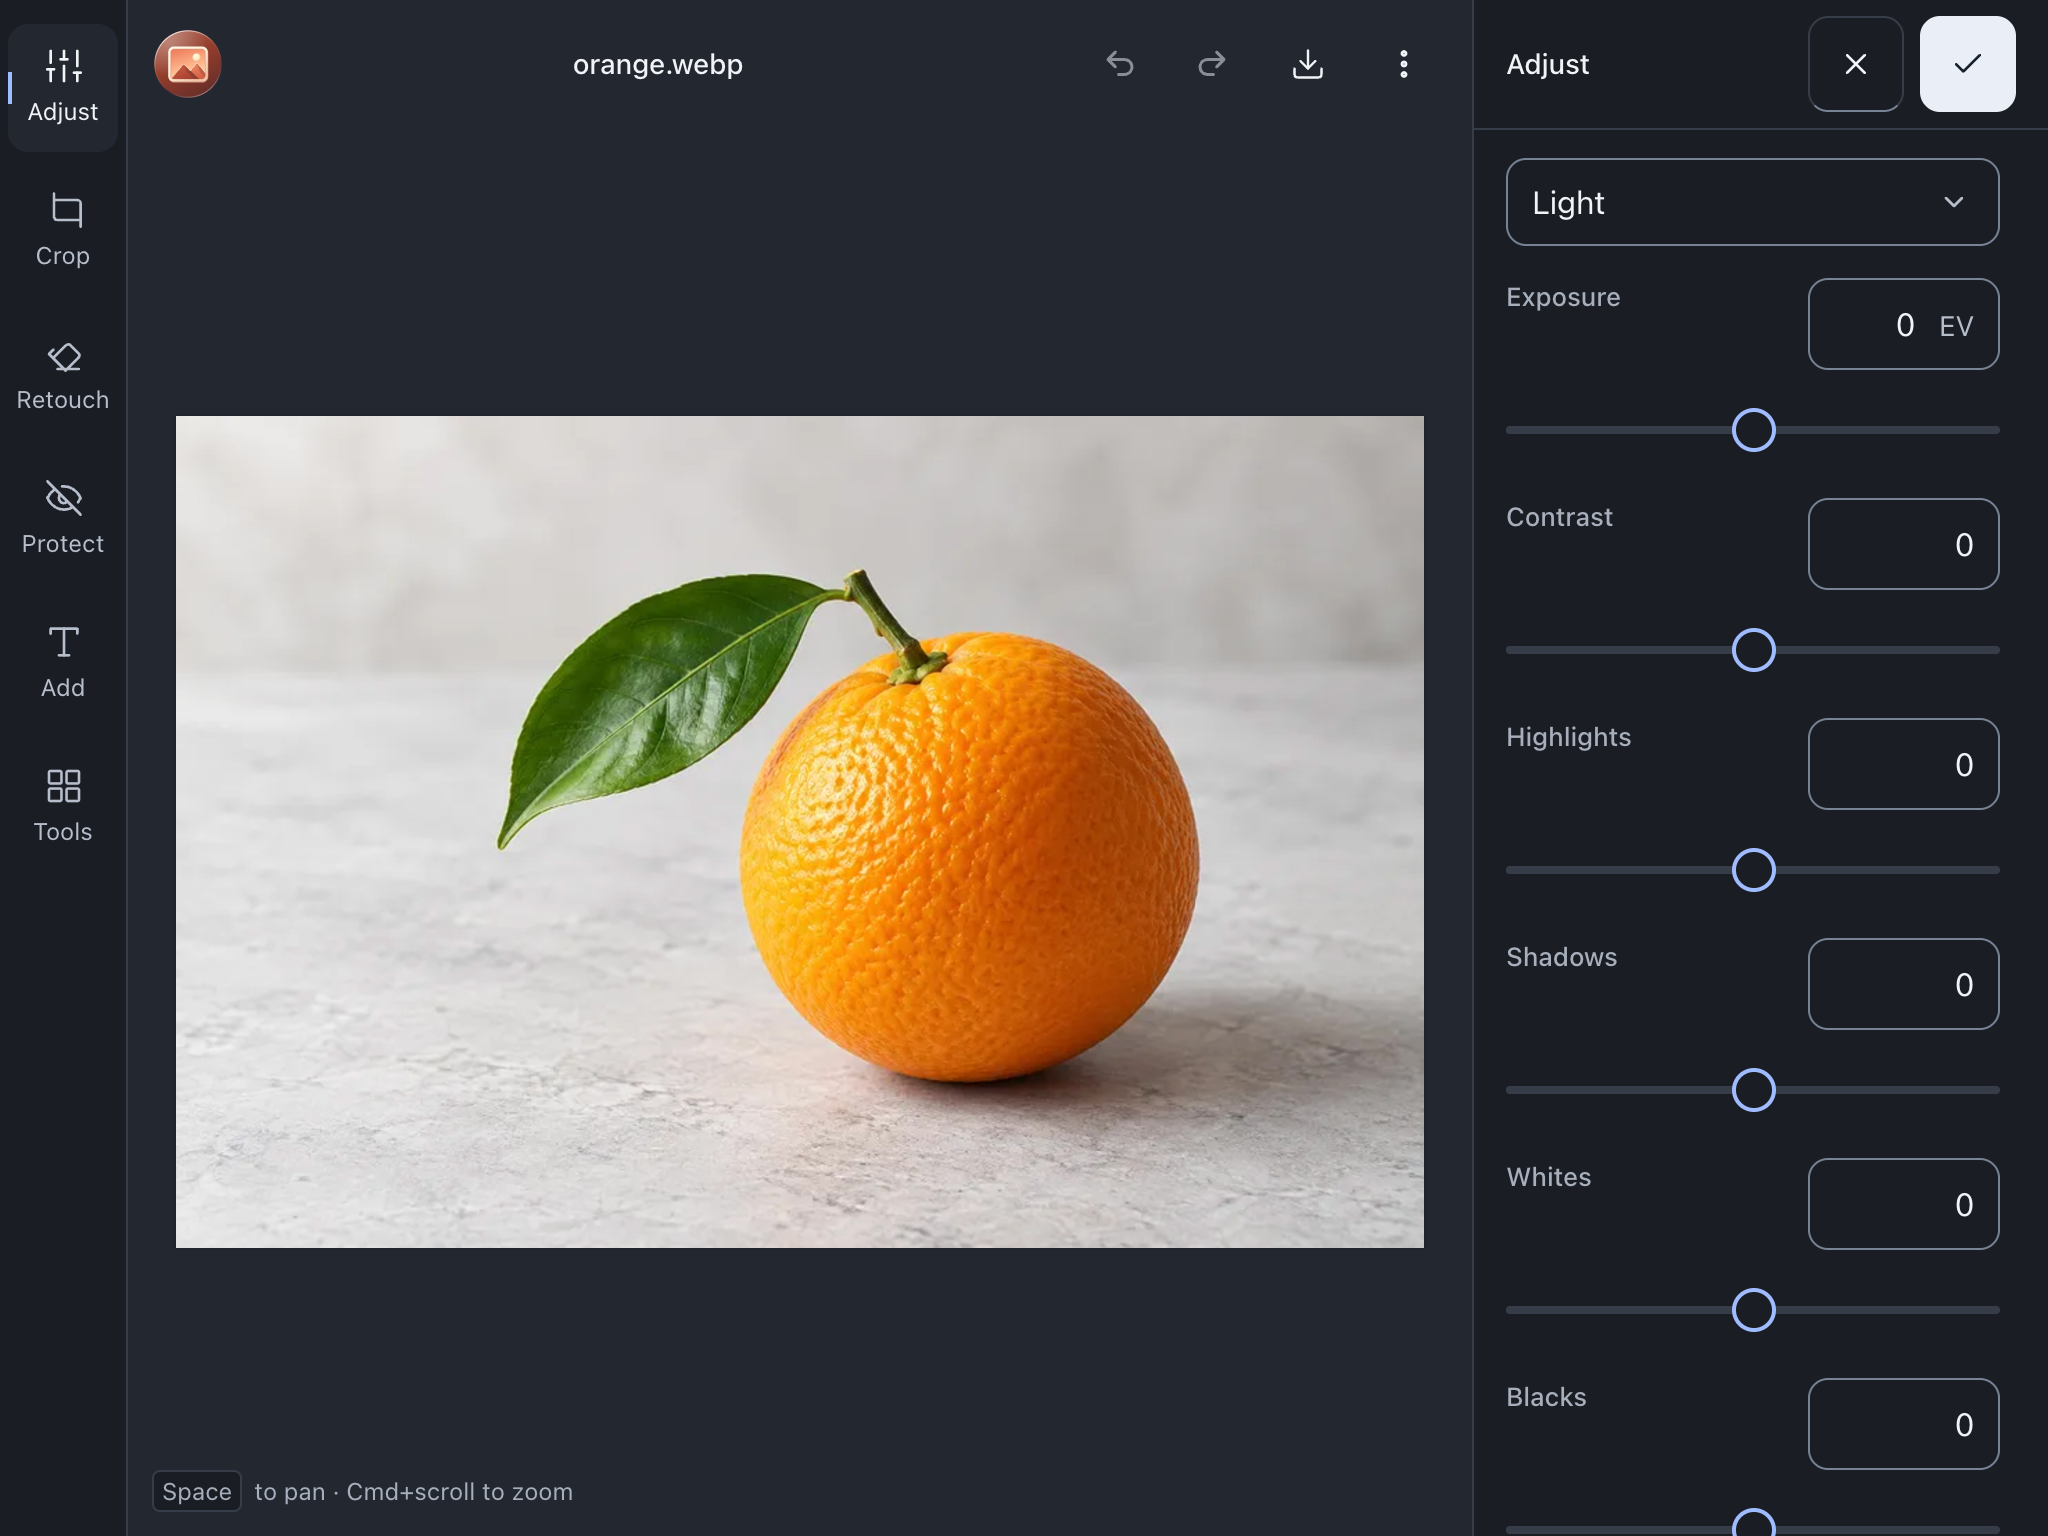 Adjust
Crop
Retouch
Protect
Add
Tools
orange.webp
Space to pan · Cmd+scroll to zoom
Adjust
Light
Exposure
0 EV
Contrast
0
Highlights
0
Shadows
0
Whites
0
Blacks
0